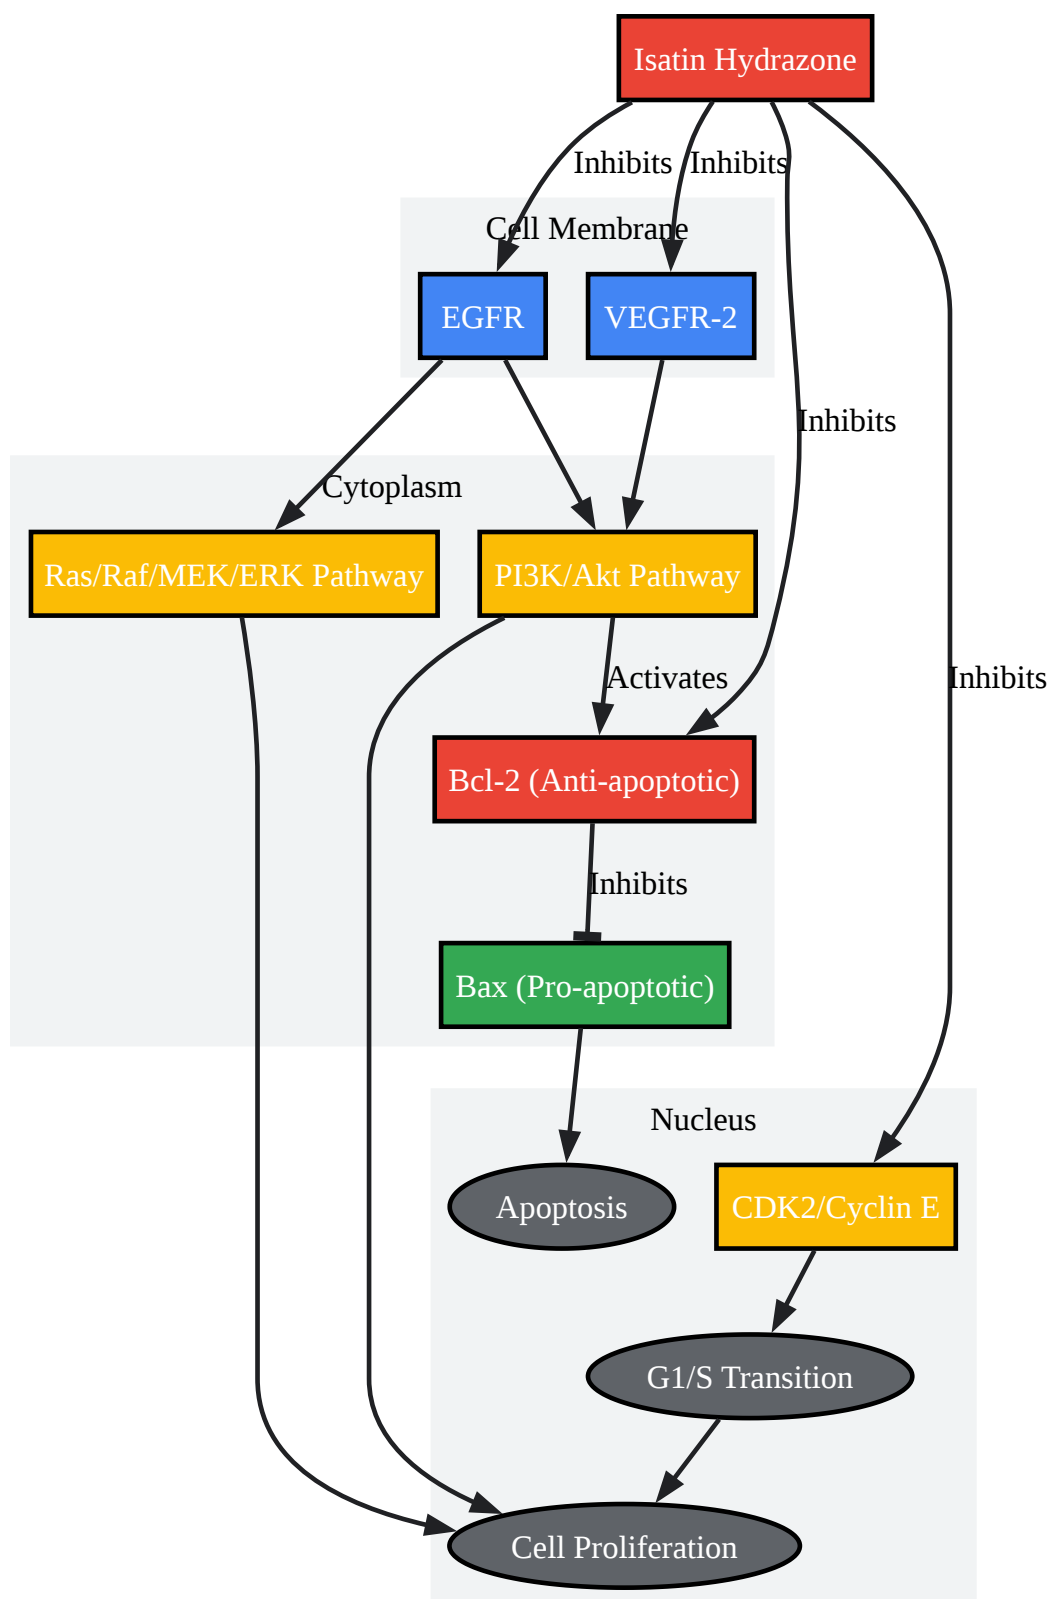 Isatin Hydrazone
Inhibits
Inhibits
Cell Membrane
EGFR
VEGFR-2
Inhibits
Cytoplasm
Ras/Raf/MEK/ERK Pathway
PI3K/Akt Pathway
Activates
Inhibits
Bcl-2 (Anti-apoptotic)
Inhibits
Bax (Pro-apoptotic)
Nucleus
Apoptosis
CDK2/Cyclin E
G1/S Transition
Cell Proliferation